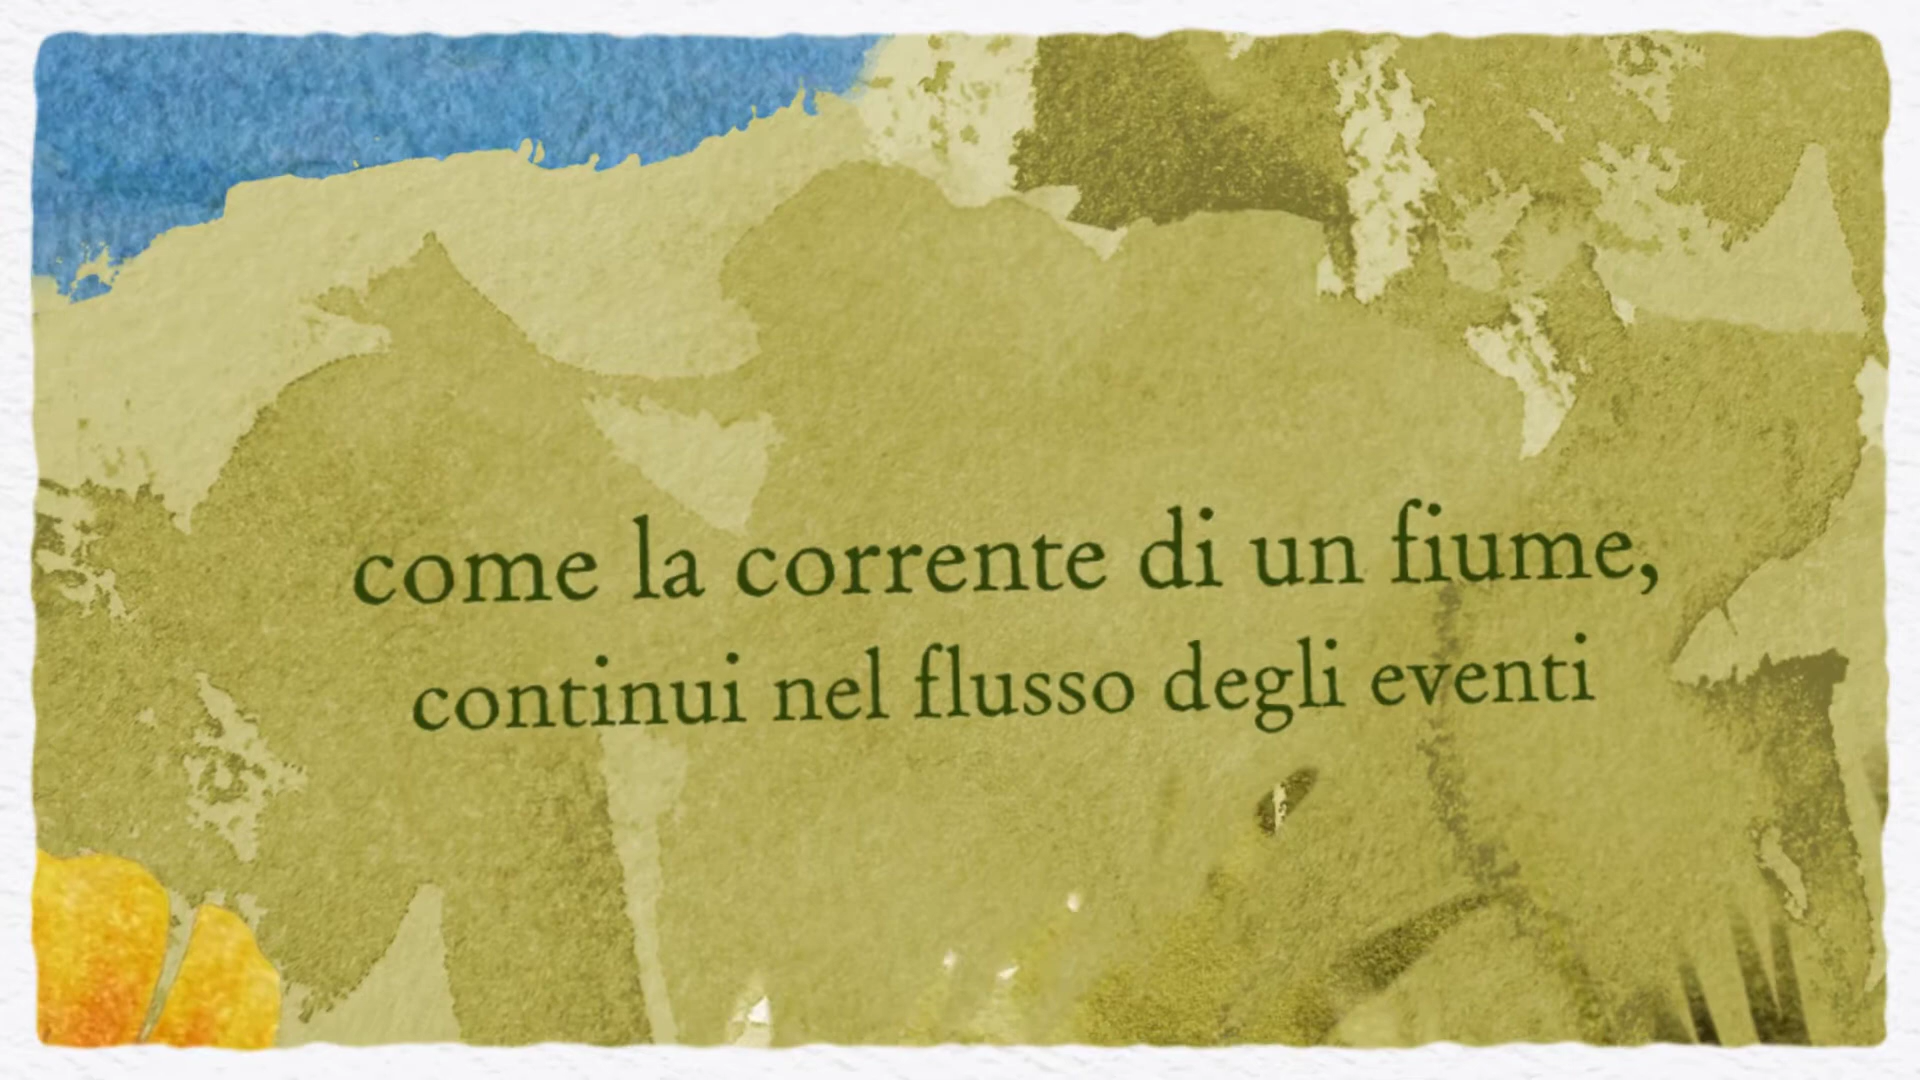 come la corrente di un fiume,
continui nel flusso degli eventi